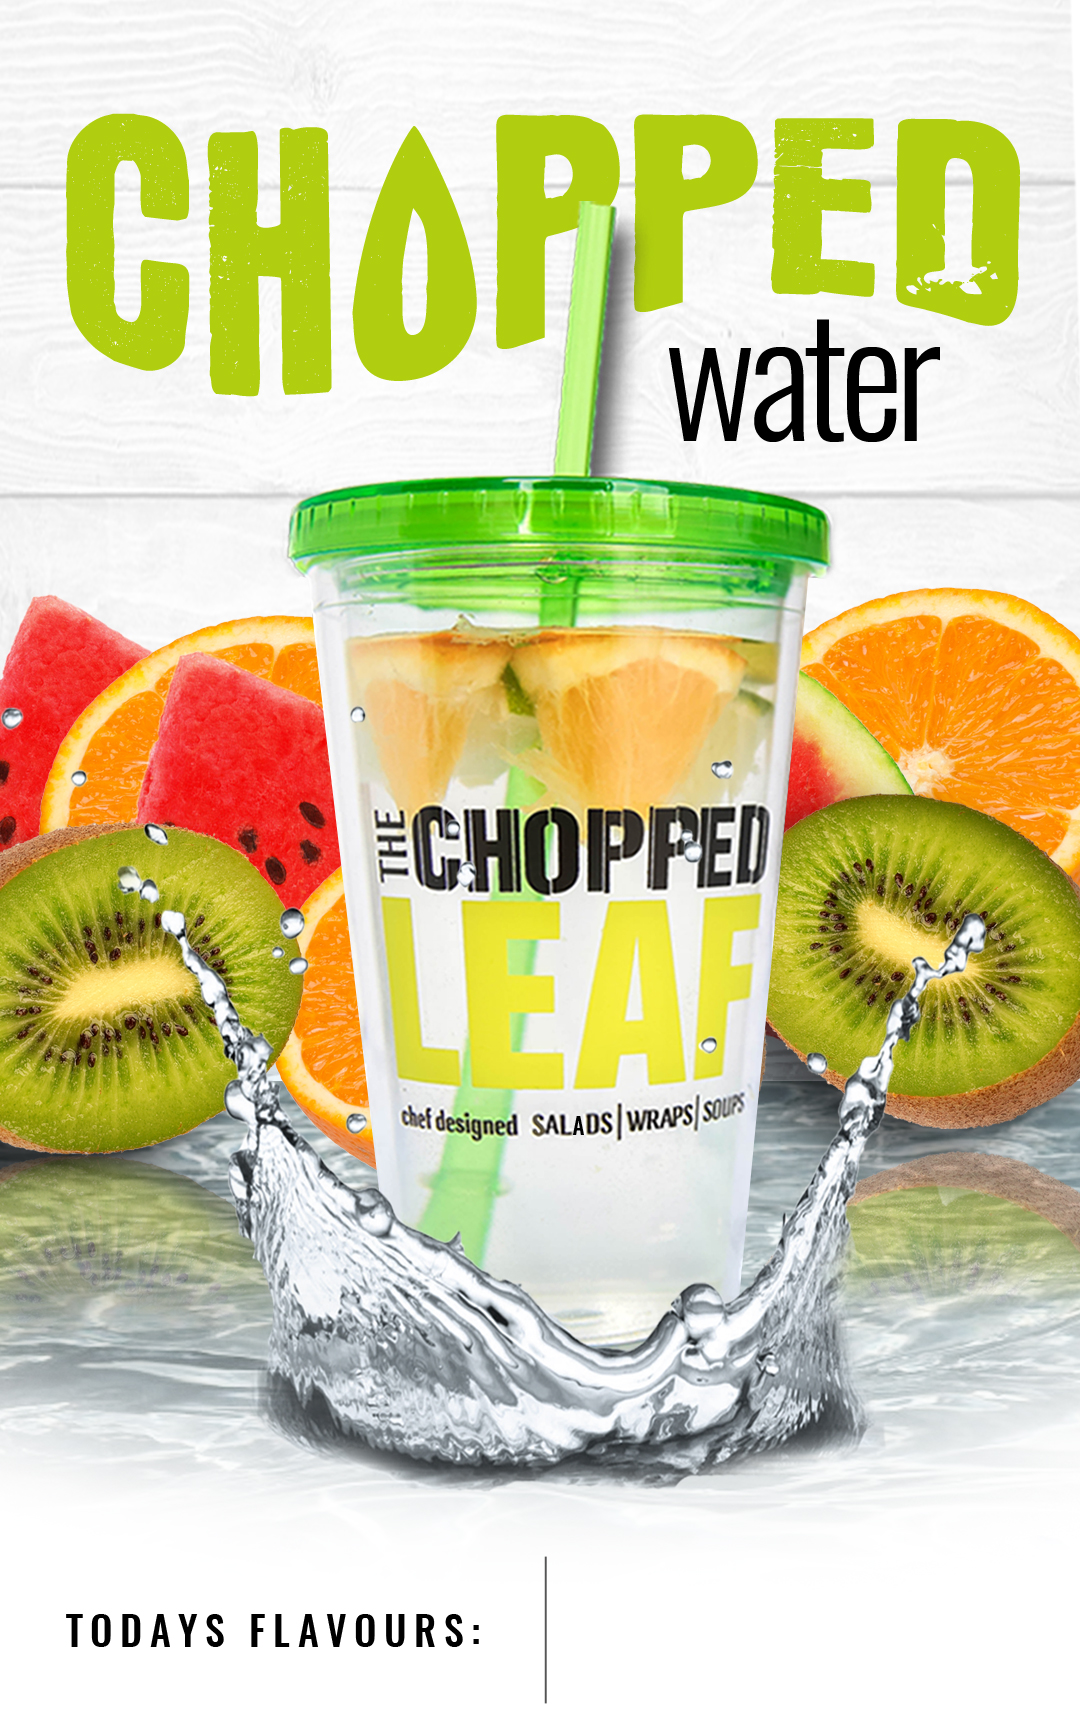 CHOPPED
water
THE CHOPPED
LEAF
chef designed SALADS|WRAPS|SOUPS
TODAYS FLAVOURS: